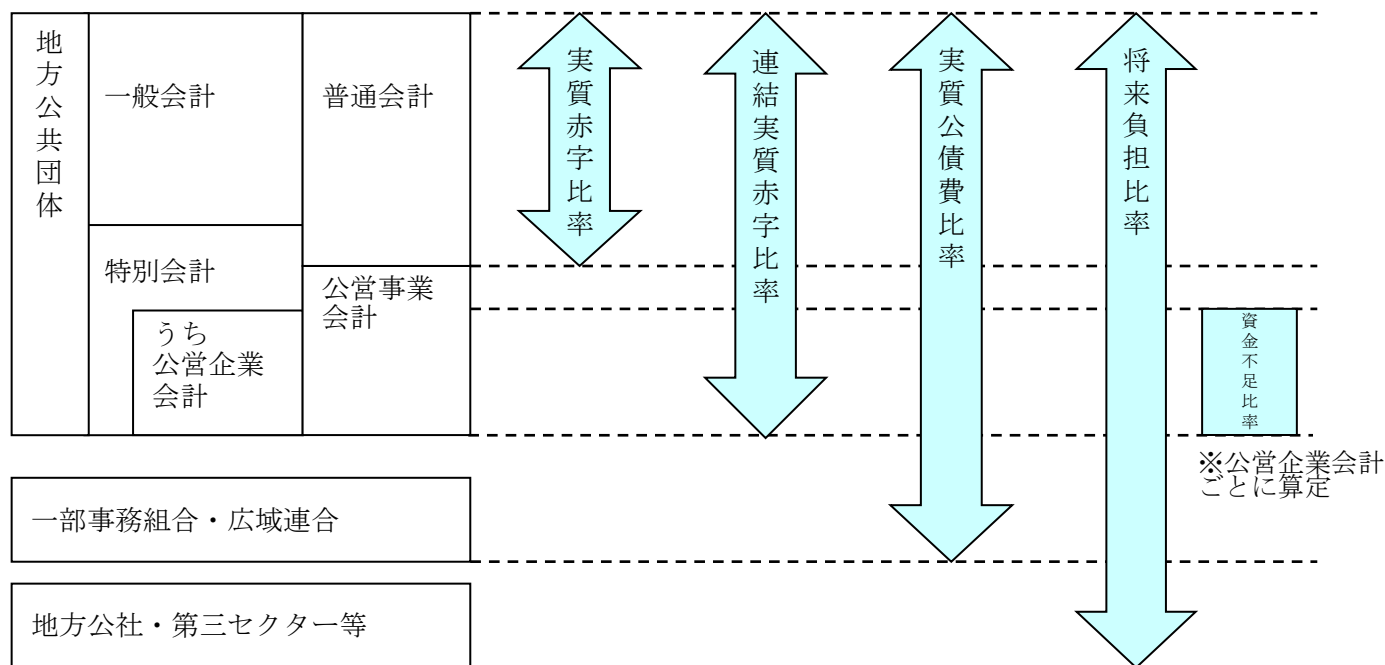 地方公共団体
一般会計
普通会計
特別会計
公営事業
会計
うち
公営企業
会計
実質赤字比率
連結実質赤字比率
実質公債費比率
将来負担比率
資金不足比率
※公営企業会計
ごとに算定
一部事務組合・広域連合
地方公社・第三セクター等